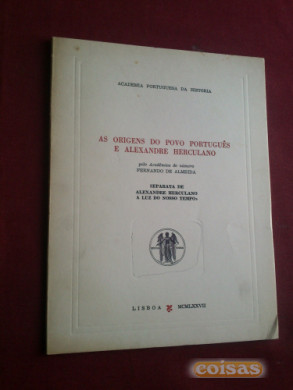 ACADEMIA PORTUGUESA DA HISTÓRIA
AS ORIGENS DO POVO PORTUGUÊS
E ALEXANDRE HERCULANO
pelo Académico de número
FERNANDO DE ALMEIDA
SEPARATA DE
ALEXANDRE HERCULANO
À LUZ DO NOSSO TEMPO»
LISBOA MCMLXXVII
coisas